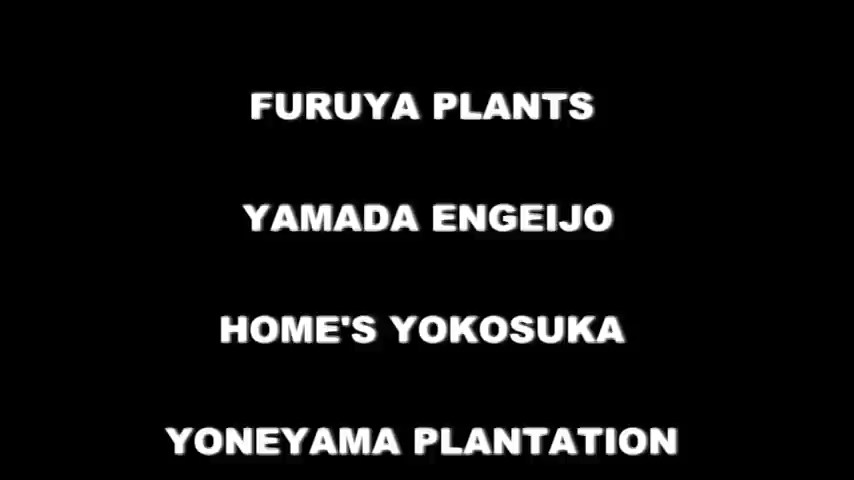 FURUYA PLANTS
YAMADA ENGEIJO
HOME'S YOKOSUKA
YONEYAMA PLANTATION